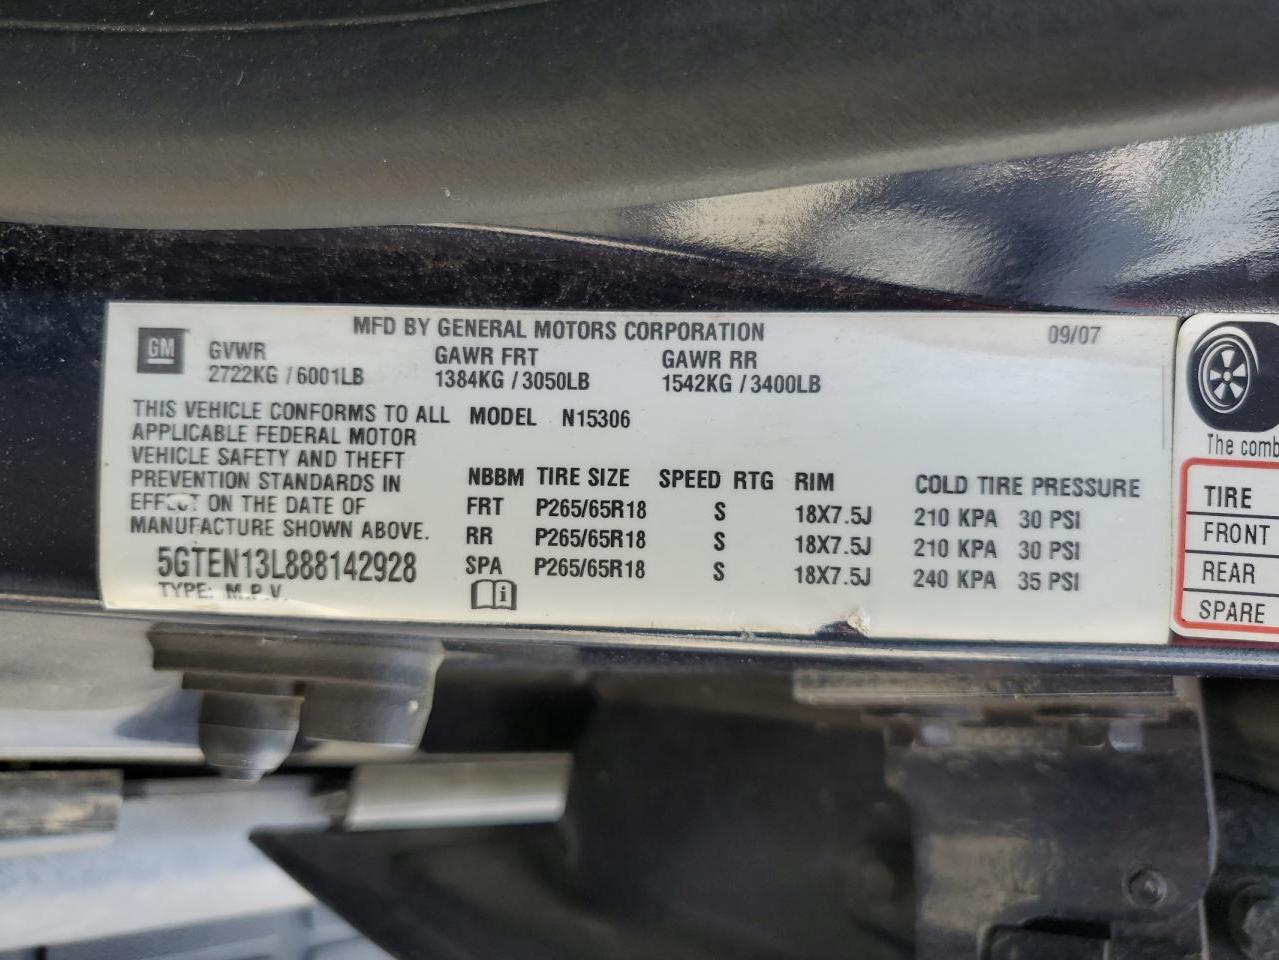 MFD BY GENERAL MOTORS CORPORATION 09/07
GM
GVWR GAWR FRT GAWR RR
2722KG / 6001LB 1384KG / 3050LB 1542KG / 3400LB
THIS VEHICLE CONFORMS TO ALL MODEL N15306
APPLICABLE FEDERAL MOTOR
VEHICLE SAFETY AND THEFT
PREVENTION STANDARDS IN
EFFECT ON THE DATE OF
MANUFACTURE SHOWN ABOVE.
5GTEN13L888142928
TYPE: M.P.V.
NBBM TIRE SIZE SPEED RTG RIM COLD TIRE PRESSURE
FRT P265/65R18 S 18X7.5J 210 KPA 30 PSI
RR P265/65R18 S 18X7.5J 210 KPA 30 PSI
SPA P265/65R18 S 18X7.5J 240 KPA 35 PSI
i
The comb
TIRE
FRONT
REAR
SPARE